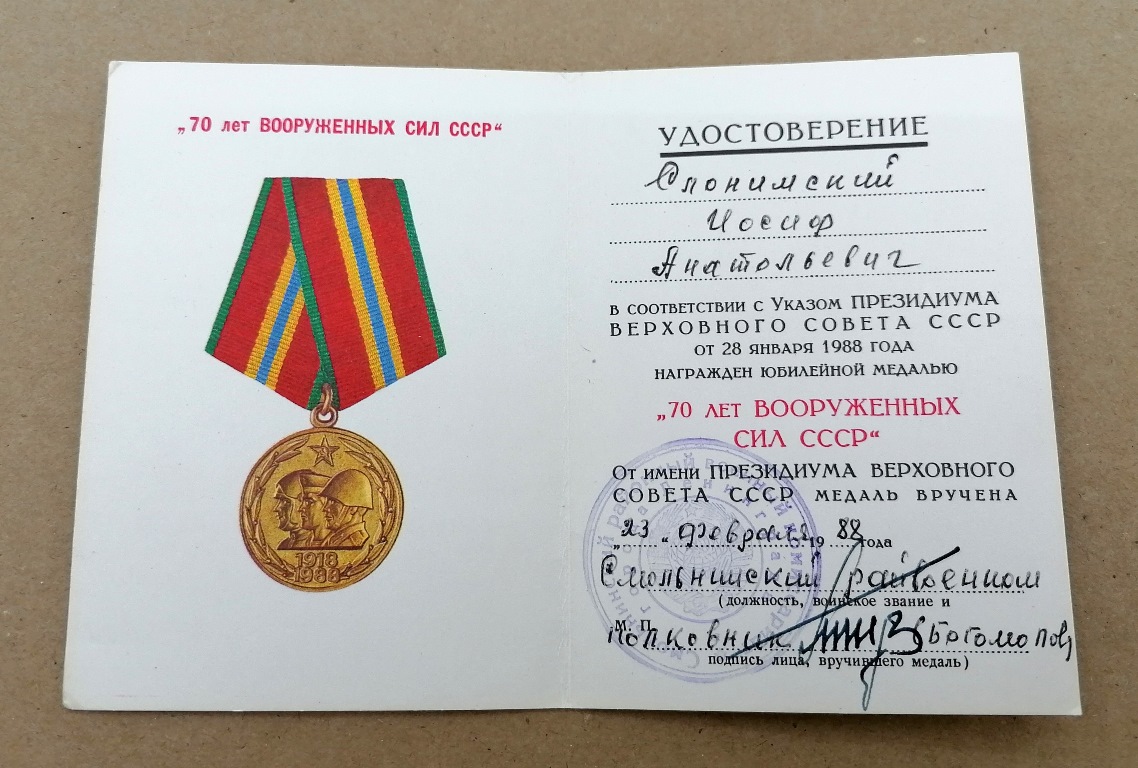 „70 лет ВООРУЖЕННЫХ СИЛ СССР“
1918
1988
УДОСТОВЕРЕНИЕ
Слонимский
Иосиф
Анатольевич
В СООТВЕТСТВИИ С УКАЗОМ ПРЕЗИДИУМА
ВЕРХОВНОГО СОВЕТА СССР
ОТ 28 ЯНВАРЯ 1988 ГОДА
НАГРАЖДЕН ЮБИЛЕЙНОЙ МЕДАЛЬЮ
„70 ЛЕТ ВООРУЖЕННЫХ
СИЛ СССР“
ОТ ИМЕНИ ПРЕЗИДИУМА ВЕРХОВНОГО
СОВЕТА СССР МЕДАЛЬ ВРУЧЕНА
„23“ февраля 1988 года
Смольнинский райвоенком
(должность, воинское звание и
М. П.
полковник Богомолов
подпись лица, вручившего медаль)